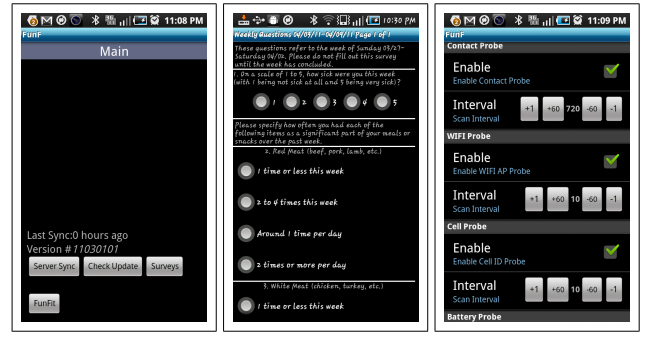 11:08 PM
FunF
Main
Last Sync:0 hours ago
Version # 11030101
Server Sync Check Update Surveys
FunFit
10:30 PM
Weekly Questions 04/03/11-04/09/11 Page 1 of 1
These questions refer to the week of Sunday 03/27-
Saturday 04/02. Please do not fill out this survey
until the week has concluded.
1. On a scale of 1 to 5, how sick were you this week
(with 1 being not sick at all and 5 being very sick)?
1 2 3 4 5
Please specify how often you had each of the
following items as a significant part of your meals or
snacks over the past week.
2. Red Meat (beef, pork, lamb, etc.)
1 time or less this week
2 to 4 times this week
Around 1 time per day
2 times or more per day
3. White Meat (chicken, turkey, etc.)
1 time or less this week
11:09 PM
FunF
Contact Probe
Enable
Enable Contact Probe
Interval
Scan Interval
+1 +60 720 -60 -1
WIFI Probe
Enable
Enable WIFI AP Probe
Interval
Scan Interval
+1 +60 10 -60 -1
Cell Probe
Enable
Enable Cell ID Probe
Interval
Scan Interval
+1 +60 10 -60 -1
Battery Probe